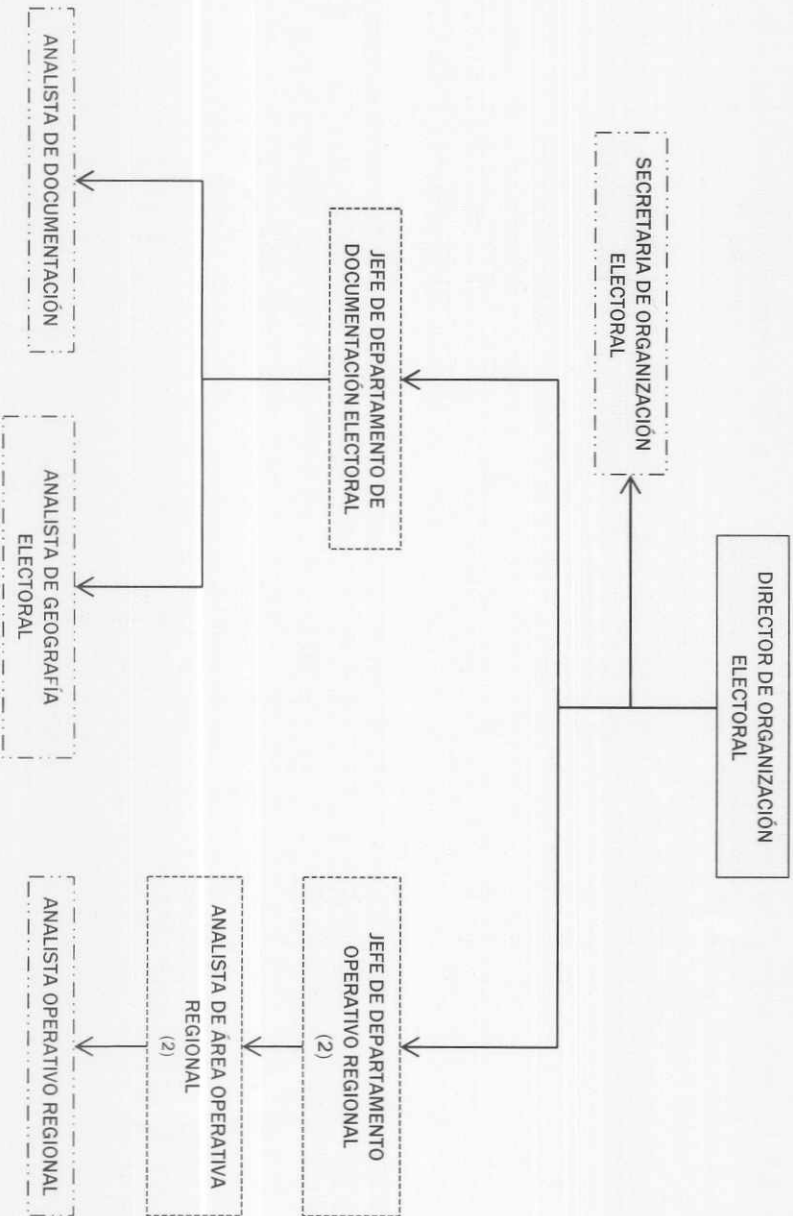 DIRECTOR DE ORGANIZACIÓN
ELECTORAL
SECRETARIA DE ORGANIZACIÓN
ELECTORAL
JEFE DE DEPARTAMENTO DE
DOCUMENTACIÓN ELECTORAL
JEFE DE DEPARTAMENTO
OPERATIVO REGIONAL
(2)
ANALISTA DE ÁREA OPERATIVA
REGIONAL
(2)
ANALISTA DE DOCUMENTACIÓN
ANALISTA DE GEOGRAFÍA
ELECTORAL
ANALISTA OPERATIVO REGIONAL